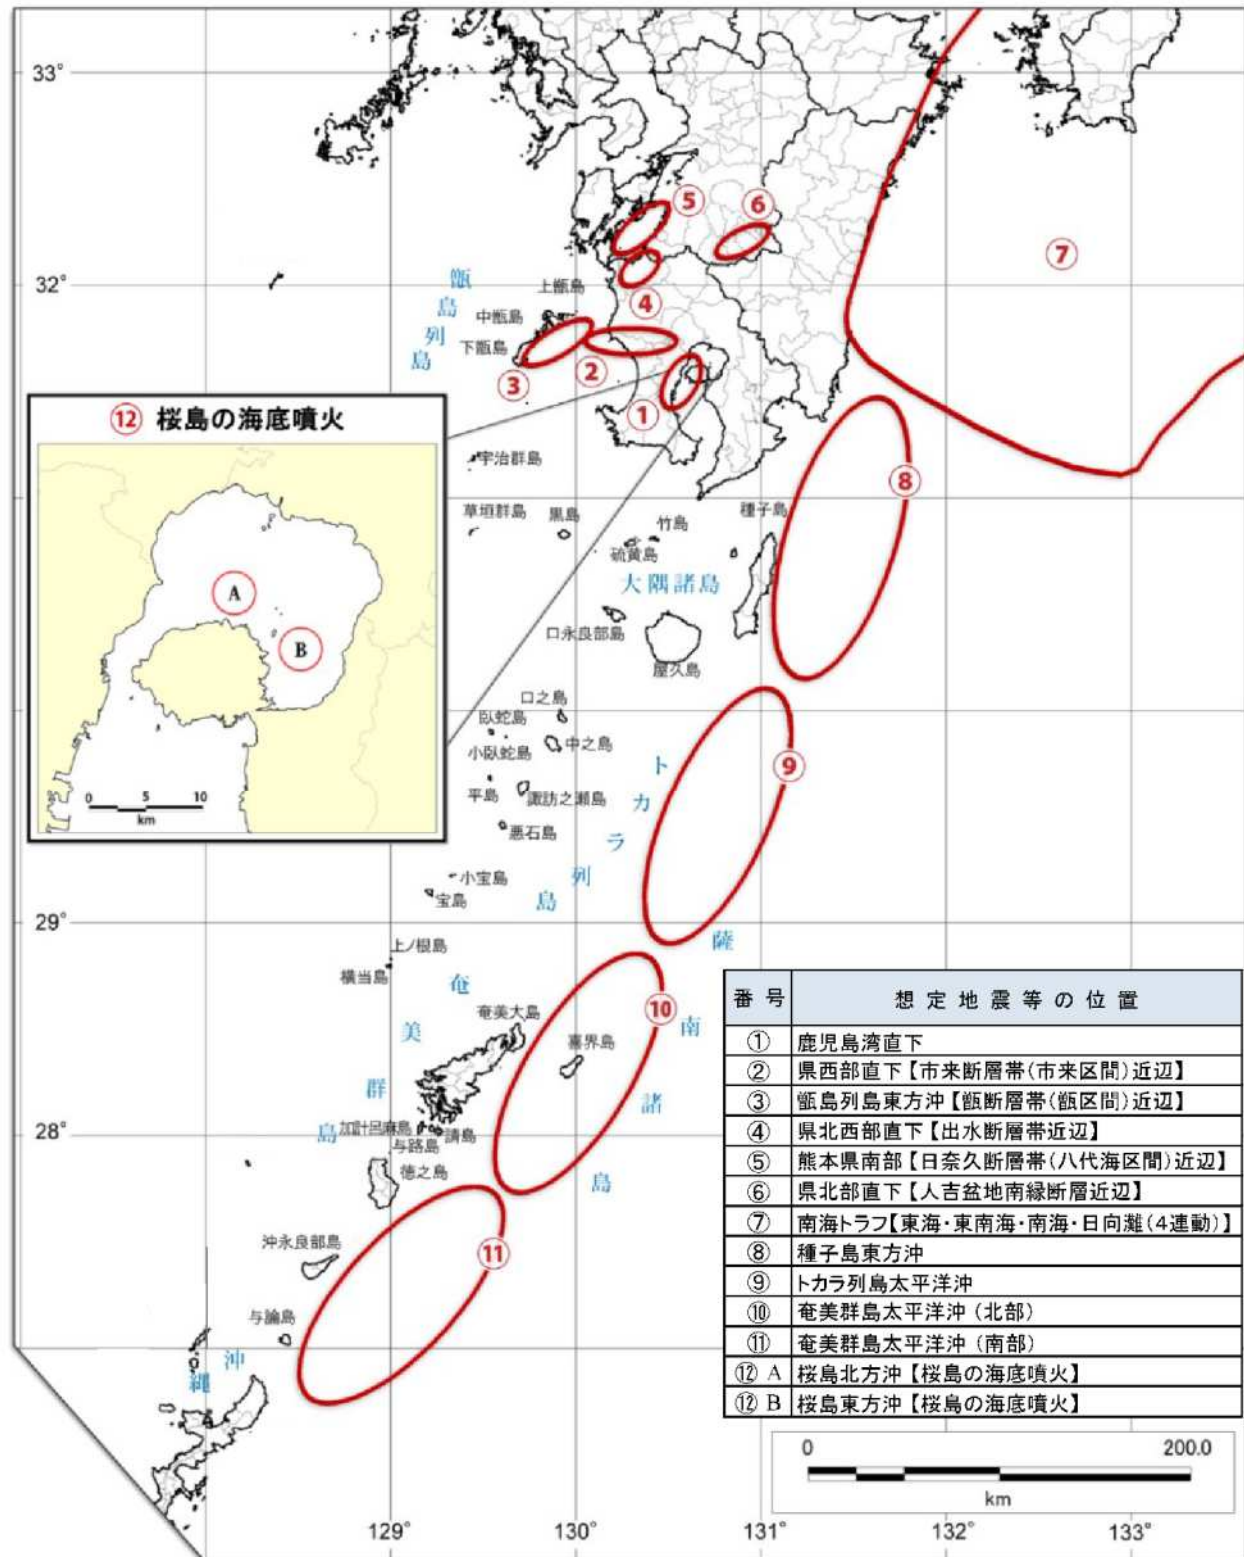 33°
32°
29°
28°
129°
130°
131°
132°
133°
⑤
⑥
⑦
④
③
②
①
⑧
⑨
⑩
⑪
甑島列島
上甑島
中甑島
下甑島
⑫ 桜島の海底噴火
A
B
0 5 10
km
宇治群島
草垣群島
黒島
竹島
硫黄島
種子島
大隅諸島
口永良部島
屋久島
口之島
臥蛇島
中之島
小臥蛇島
平島
諏訪之瀬島
悪石島
小宝島
宝島
トカラ列島
上ノ根島
横当島
薩南諸島
奄美群島
奄美大島
喜界島
加計呂麻島
請島
与路島
徳之島
沖永良部島
与論島
沖縄
番号 想定地震等の位置
① 鹿児島湾直下
② 県西部直下【市来断層帯(市来区間)近辺】
③ 甑島列島東方沖【甑断層帯(甑区間)近辺】
④ 県北西部直下【出水断層帯近辺】
⑤ 熊本県南部【日奈久断層帯(八代海区間)近辺】
⑥ 県北部直下【人吉盆地南縁断層近辺】
⑦ 南海トラフ【東海・東南海・南海・日向灘(4連動)】
⑧ 種子島東方沖
⑨ トカラ列島太平洋沖
⑩ 奄美群島太平洋沖(北部)
⑪ 奄美群島太平洋沖(南部)
⑫ A 桜島北方沖【桜島の海底噴火】
⑫ B 桜島東方沖【桜島の海底噴火】
0 200.0
km